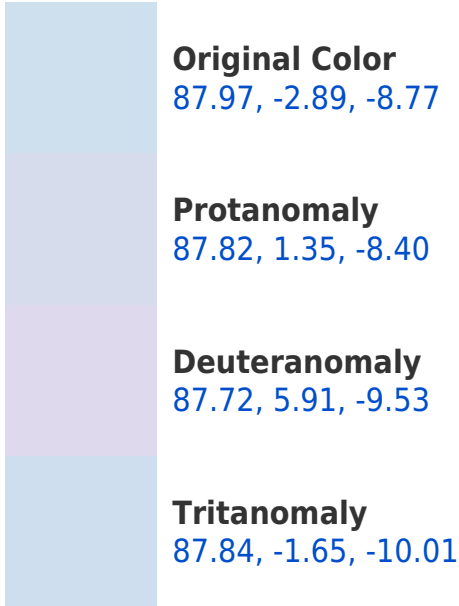 Original Color
87.97, -2.89, -8.77
Protanomaly
87.82, 1.35, -8.40
Deuteranomaly
87.72, 5.91, -9.53
Tritanomaly
87.84, -1.65, -10.01